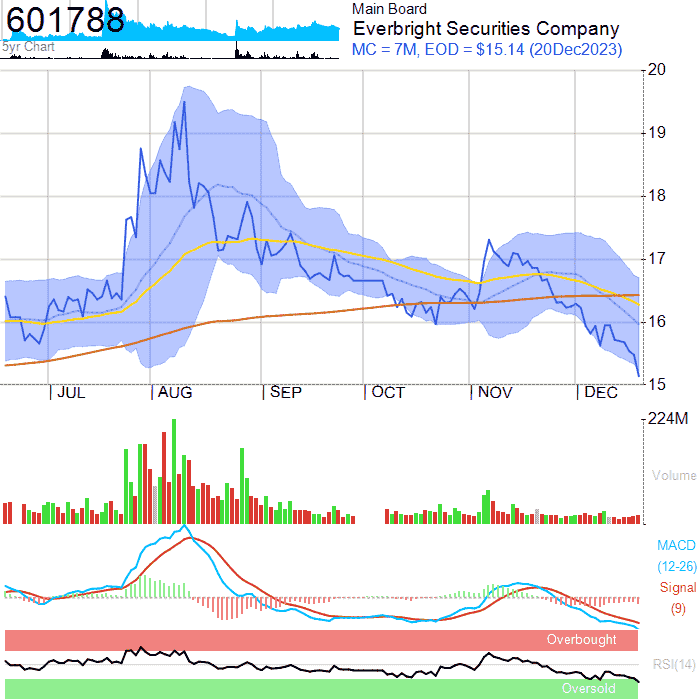 601788
5yr Chart
Main Board
Everbright Securities Company
MC = 7M, EOD = $15.14 (20Dec2023)
20
19
18
17
16
15
|JUL |AUG |SEP |OCT |NOV |DEC
224M
Volume
MACD
(12-26)
Signal
(9)
Overbought
RSI(14)
Oversold